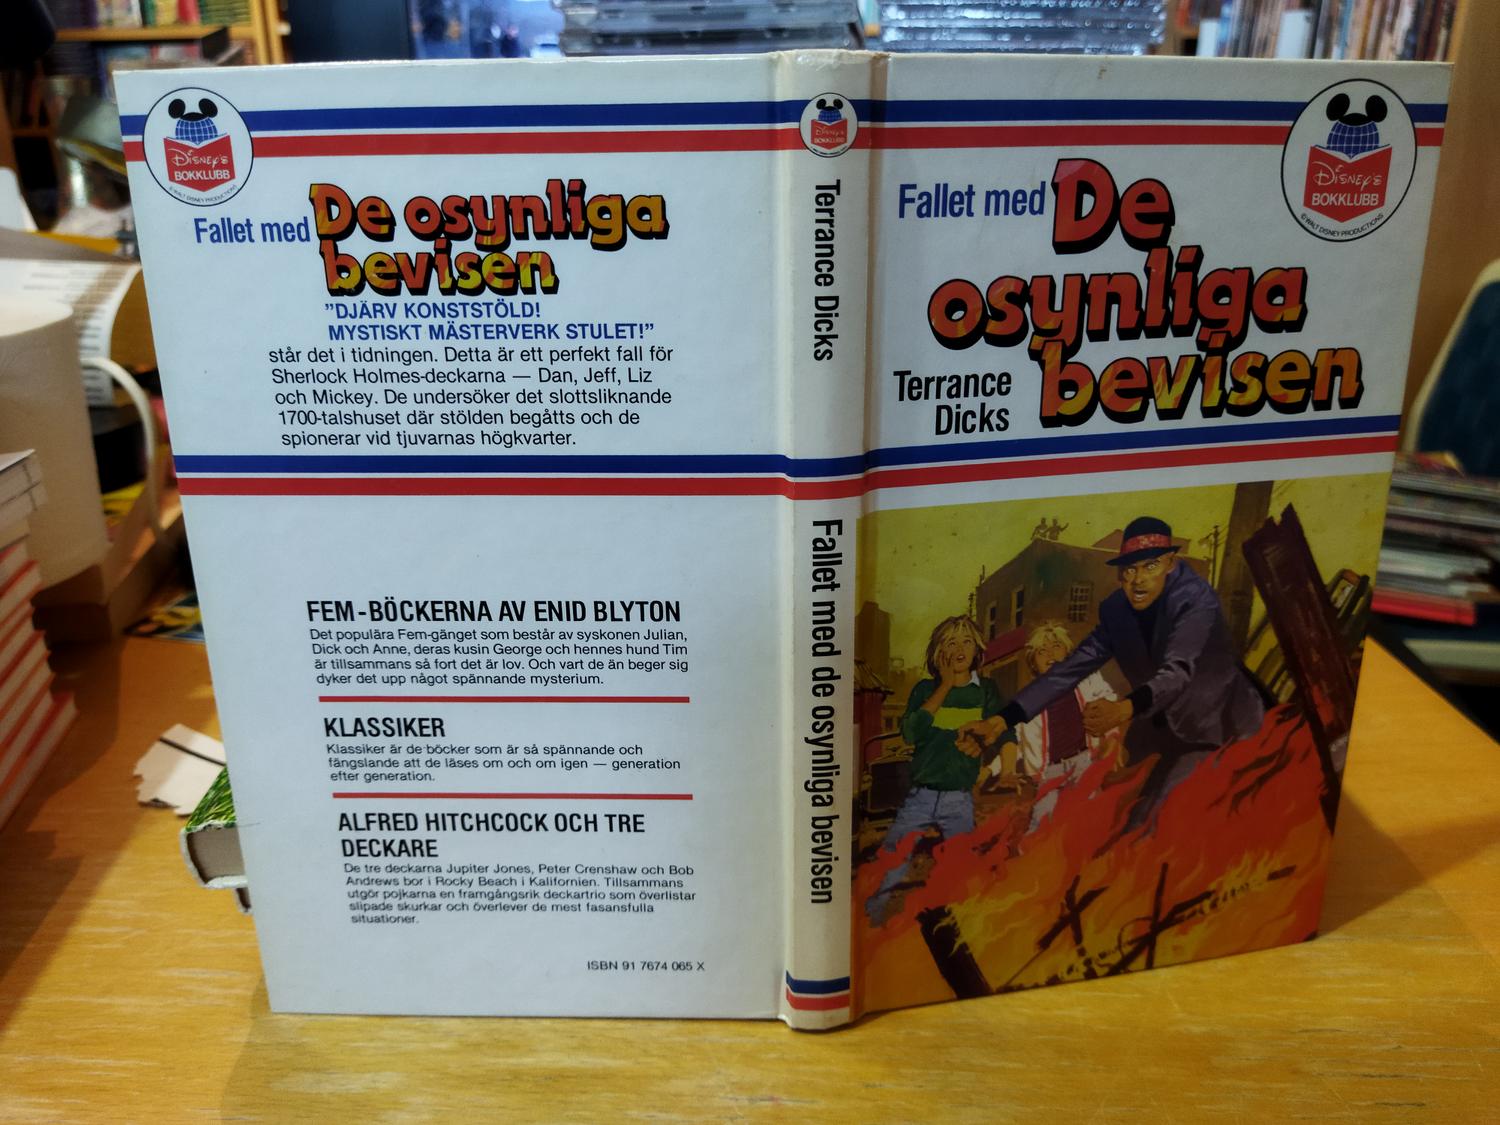 DISNEY'S
BOKKLUBB
© WALT DISNEY PRODUCTIONS
Fallet med De osynliga
bevisen
"DJÄRV KONSTSTÖLD!
MYSTISKT MÄSTERVERK STULET!"
står det i tidningen. Detta är ett perfekt fall för
Sherlock Holmes-deckarna — Dan, Jeff, Liz
och Mickey. De undersöker det slottsliknande
1700-talshuset där stölden begåtts och de
spionerar vid tjuvarnas högkvarter.
FEM-BÖCKERNA AV ENID BLYTON
Det populära Fem-gänget som består av syskonen Julian,
Dick och Anne, deras kusin George och hennes hund Tim
är tillsammans så fort det är lov. Och vart de än beger sig
dyker det upp något spännande mysterium.
KLASSIKER
Klassiker är de böcker som är så spännande och
fängslande att de läses om och om igen — generation
efter generation.
ALFRED HITCHCOCK OCH TRE
DECKARE
De tre deckarna Jupiter Jones, Peter Crenshaw och Bob
Andrews bor i Rocky Beach i Kalifornien. Tillsammans
utgör pojkarna en framgångsrik deckartrio som överlistar
slipade skurkar och överlever de mest fasansfulla
situationer.
ISBN 91 7674 065 X
DISNEY'S
BOKKLUBB
Terrance Dicks
Fallet med de osynliga bevisen
DISNEY'S
BOKKLUBB
© WALT DISNEY PRODUCTIONS
Fallet med De
osynliga
bevisen
Terrance
Dicks